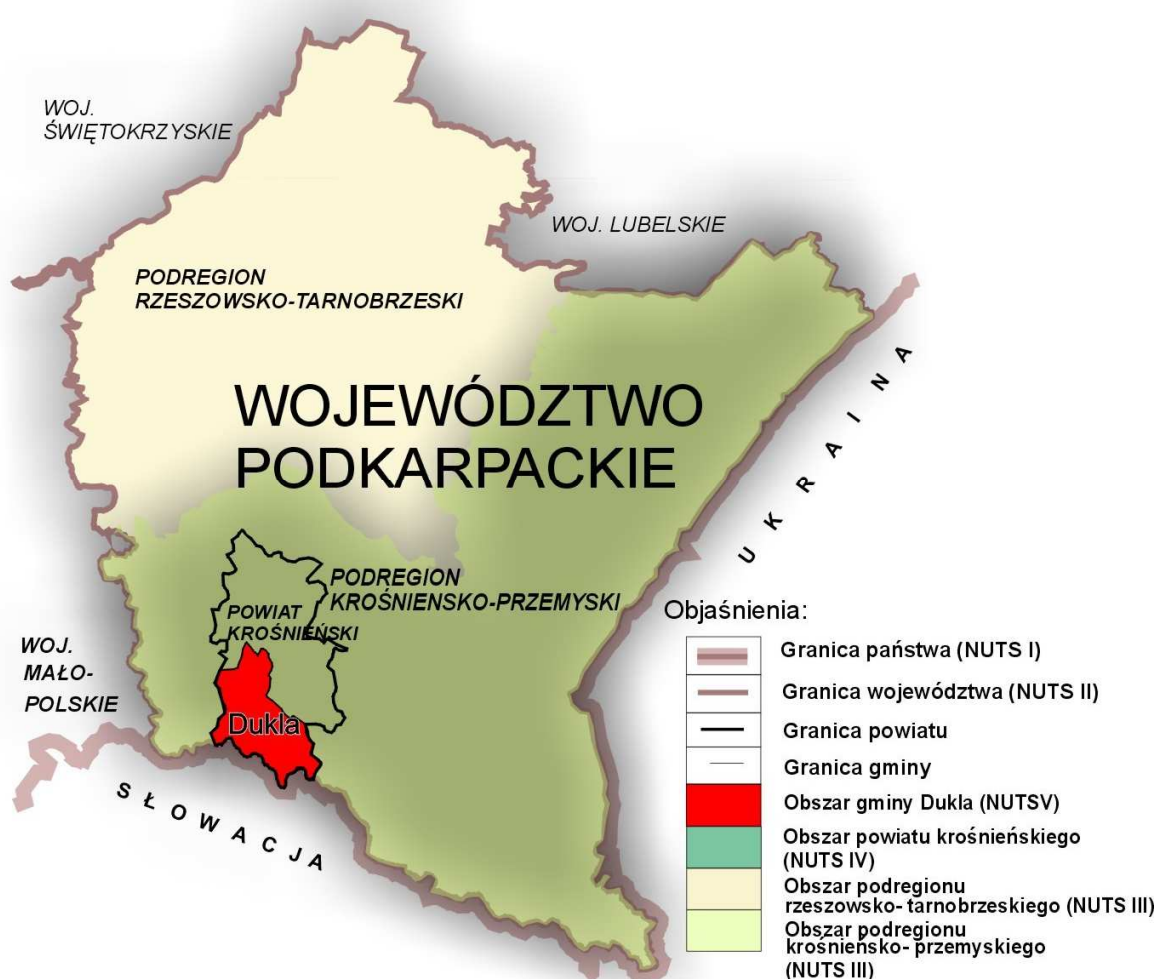 WOJ.
ŚWIĘTOKRZYSKIE
WOJ. LUBELSKIE
PODREGION
RZESZOWSKO-TARNOBRZESKI
WOJEWÓDZTWO
PODKARPACKIE
UKRAINA
PODREGION
KROŚNIENSKO-PRZEMYSKI
POWIAT
KROŚNIEŃSKI
WOJ.
MAŁO-
POLSKIE
Dukla
SŁOWACJA
Objaśnienia:
Granica państwa (NUTS I)
Granica województwa (NUTS II)
Granica powiatu
Granica gminy
Obszar gminy Dukla (NUTSV)
Obszar powiatu krośnieńskiego
(NUTS IV)
Obszar podregionu
rzeszowsko- tarnobrzeskiego (NUTS III)
Obszar podregionu
krośnieńsko- przemyskiego
(NUTS III)